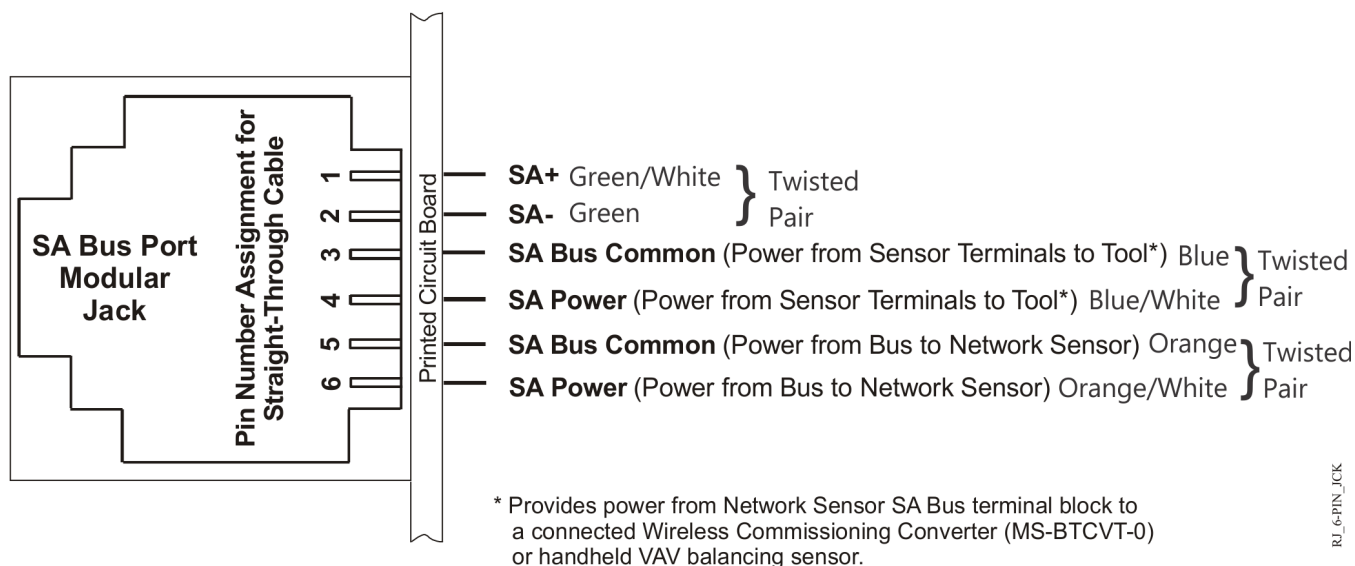 SA Bus Port
Modular
Jack
Pin Number Assignment for
Straight-Through Cable
1
2
3
4
5
6
Printed Circuit Board
SA+ Green/White } Twisted
SA- Green Pair
SA Bus Common (Power from Sensor Terminals to Tool*) Blue } Twisted
SA Power (Power from Sensor Terminals to Tool*) Blue/White Pair
SA Bus Common (Power from Bus to Network Sensor) Orange } Twisted
SA Power (Power from Bus to Network Sensor) Orange/White Pair
* Provides power from Network Sensor SA Bus terminal block to
a connected Wireless Commissioning Converter (MS-BTCVT-0)
or handheld VAV balancing sensor.
RJ_6-PIN_JCK